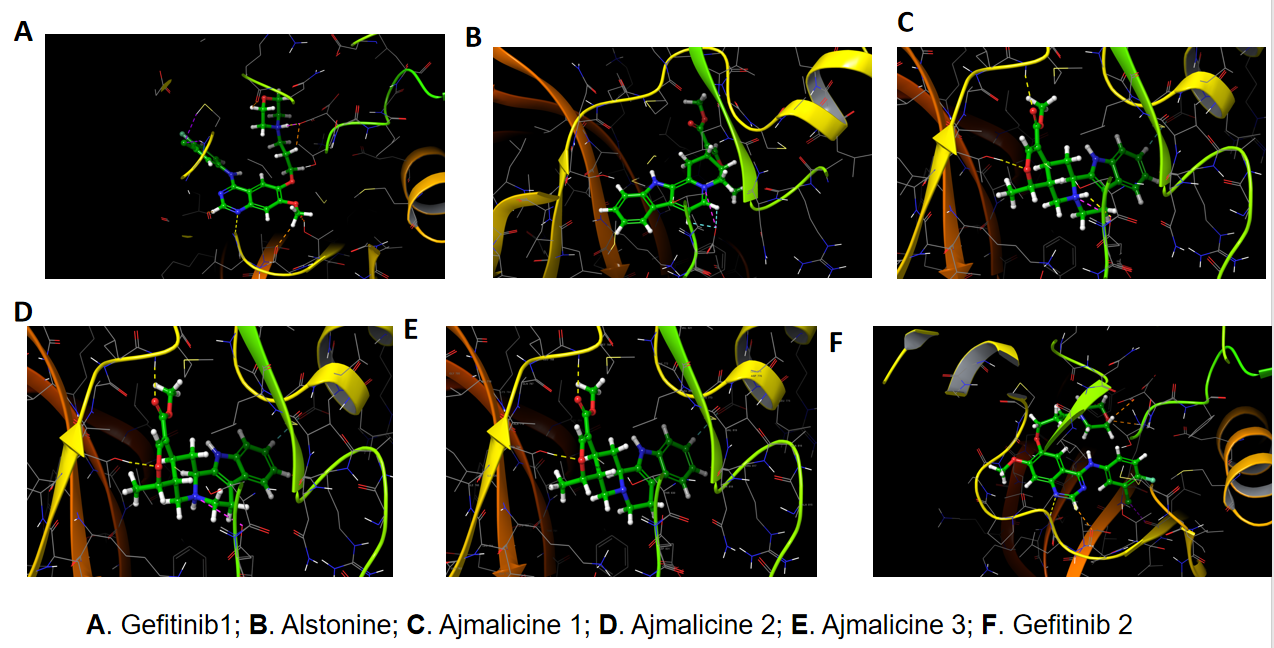 A
B
C
D
E
F
A. Gefitinib1; B. Alstonine; C. Ajmalicine 1; D. Ajmalicine 2; E. Ajmalicine 3; F. Gefitinib 2